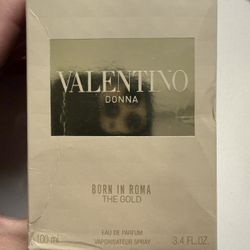 VALENTINO
DONNA
BORN IN ROMA
THE GOLD
EAU DE PARFUM
100 ml VAPORISATEUR SPRAY 3.4 FL.OZ.